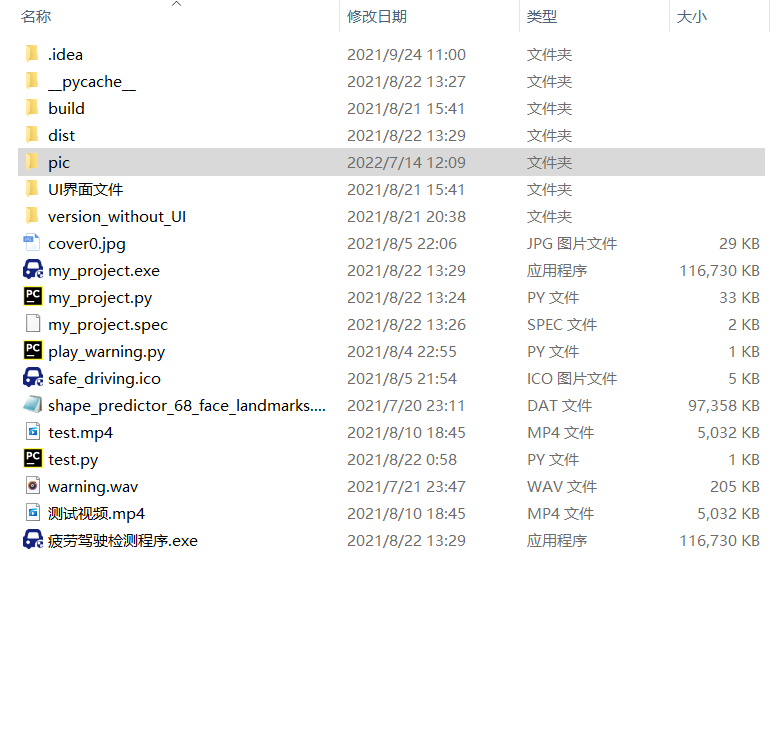 名称 修改日期 类型 大小
.idea 2021/9/24 11:00 文件夹
__pycache__ 2021/8/22 13:27 文件夹
build 2021/8/21 15:41 文件夹
dist 2021/8/22 13:29 文件夹
pic 2022/7/14 12:09 文件夹
UI界面文件 2021/8/21 15:41 文件夹
version_without_UI 2021/8/21 20:38 文件夹
cover0.jpg 2021/8/5 22:06 JPG 图片文件 29 KB
my_project.exe 2021/8/22 13:29 应用程序 116,730 KB
my_project.py 2021/8/22 13:24 PY 文件 33 KB
my_project.spec 2021/8/22 13:26 SPEC 文件 2 KB
play_warning.py 2021/8/4 22:55 PY 文件 1 KB
safe_driving.ico 2021/8/5 21:54 ICO 图片文件 5 KB
shape_predictor_68_face_landmarks.... 2021/7/20 23:11 DAT 文件 97,358 KB
test.mp4 2021/8/10 18:45 MP4 文件 5,032 KB
test.py 2021/8/22 0:58 PY 文件 1 KB
warning.wav 2021/7/21 23:47 WAV 文件 205 KB
测试视频.mp4 2021/8/10 18:45 MP4 文件 5,032 KB
疲劳驾驶检测程序.exe 2021/8/22 13:29 应用程序 116,730 KB